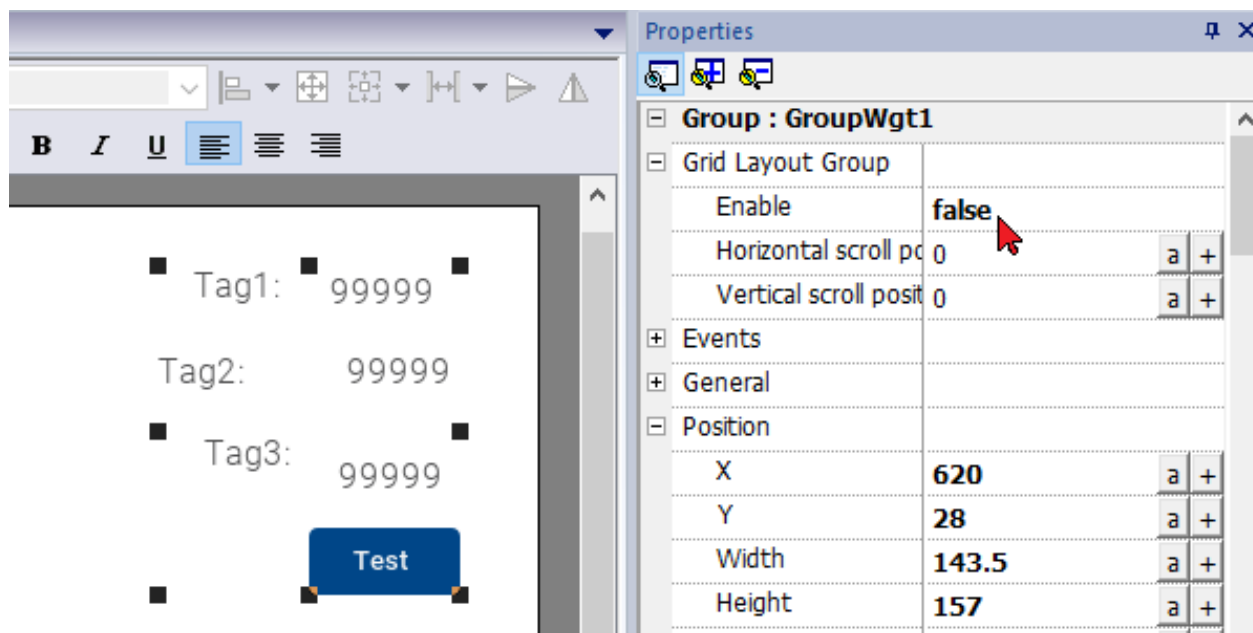 Properties
B I U
Group : GroupWgt1
Grid Layout Group
Enable false
Horizontal scroll po 0 a +
Vertical scroll posit 0 a +
Events
General
Position
X 620 a +
Y 28 a +
Width 143.5 a +
Height 157 a +
Tag1: 99999
Tag2: 99999
Tag3: 99999
Test